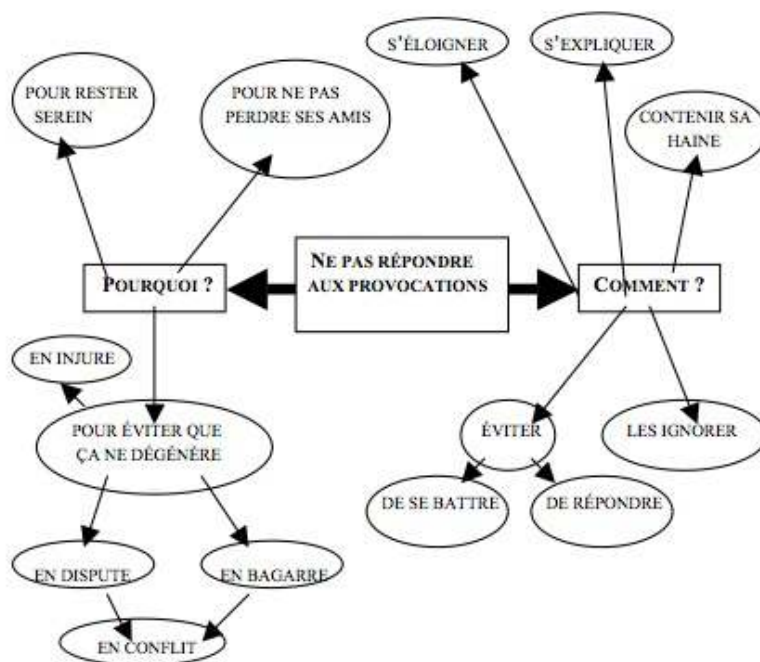 S'ÉLOIGNER
S'EXPLIQUER
POUR RESTER
SEREIN
POUR NE PAS
PERDRE SES AMIS
CONTENIR SA
HAINE
POURQUOI ?
NE PAS RÉPONDRE
AUX PROVOCATIONS
COMMENT ?
EN INJURE
POUR ÉVITER QUE
ÇA NE DÉGÉNÈRE
ÉVITER
LES IGNORER
DE SE BATTRE
DE RÉPONDRE
EN DISPUTE
EN BAGARRE
EN CONFLIT